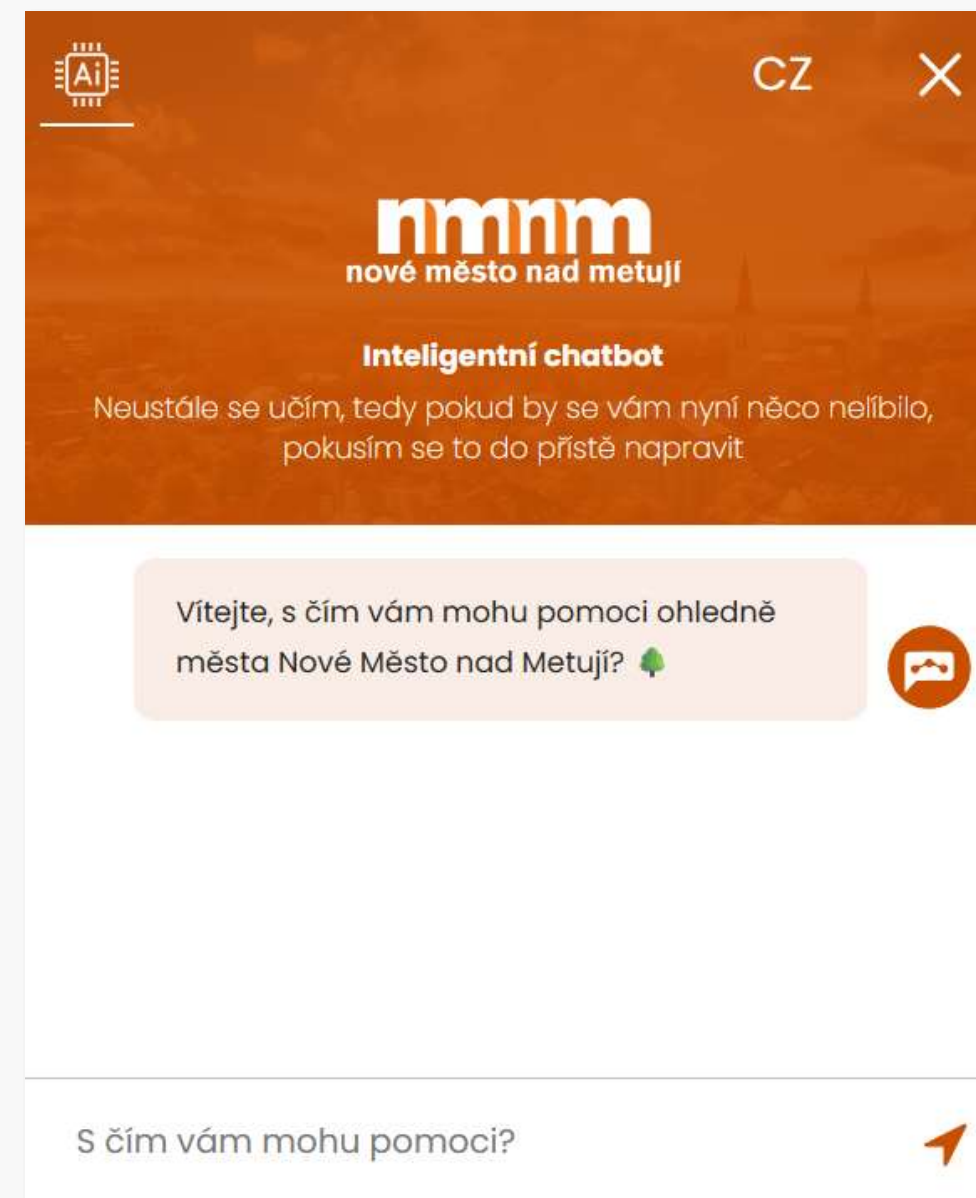 Ai
CZ
nmnm
nové město nad metují
Inteligentní chatbot
Neustále se učím, tedy pokud by se vám nyní něco nelíbilo,
pokusím se to do přístě napravit
Vítejte, s čím vám mohu pomoci ohledně
města Nové Město nad Metují? 🌳
S čím vám mohu pomoci?